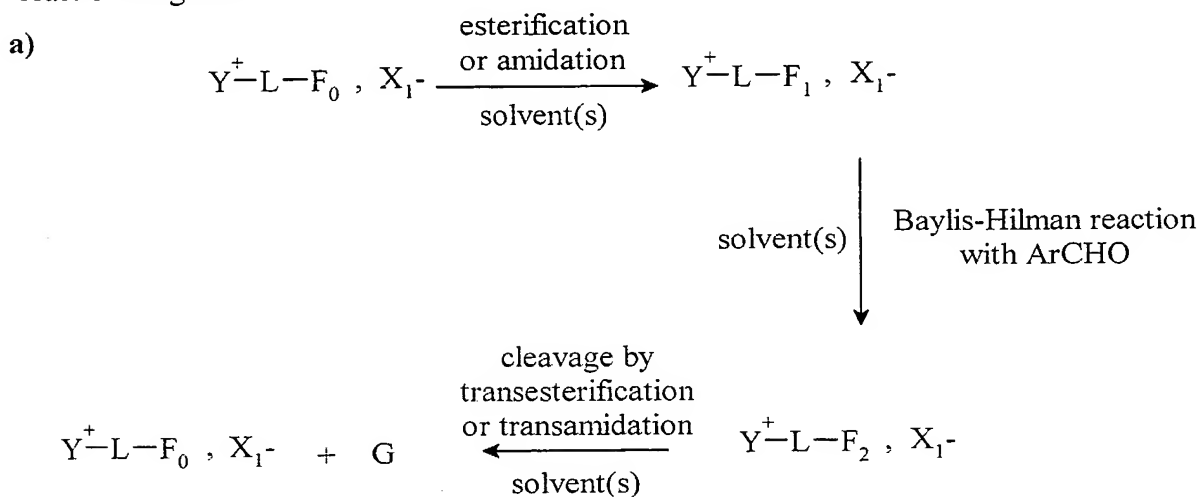 a)
esterification
or amidation
Y⁺—L—F₀ , X₁- 
solvent(s)
Y⁺—L—F₁ , X₁-
solvent(s)
Baylis-Hilman reaction
with ArCHO
cleavage by
transesterification
or transamidation
solvent(s)
Y⁺—L—F₀ , X₁- + G
Y⁺—L—F₂ , X₁-